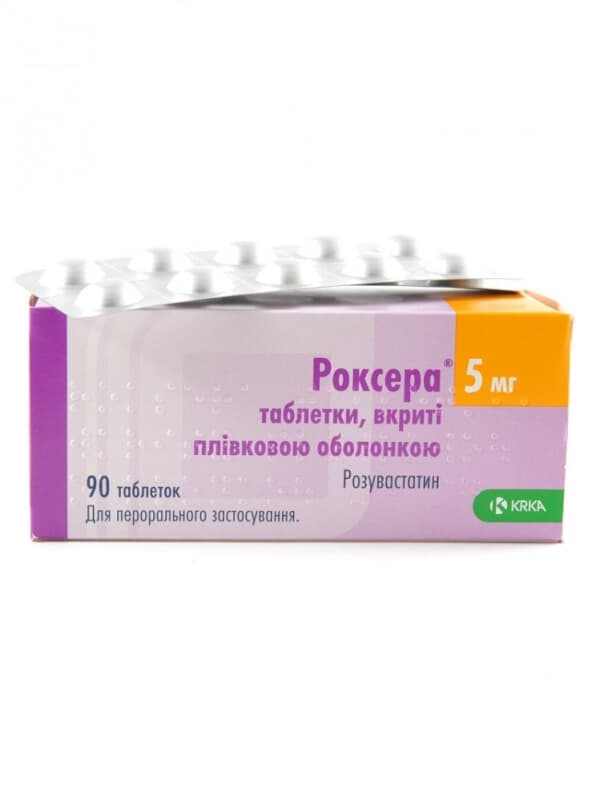 Роксера® 5 мг
таблетки, вкриті
плівковою оболонкою
Розувастатин
90 таблеток
Для перорального застосування.
KRKA